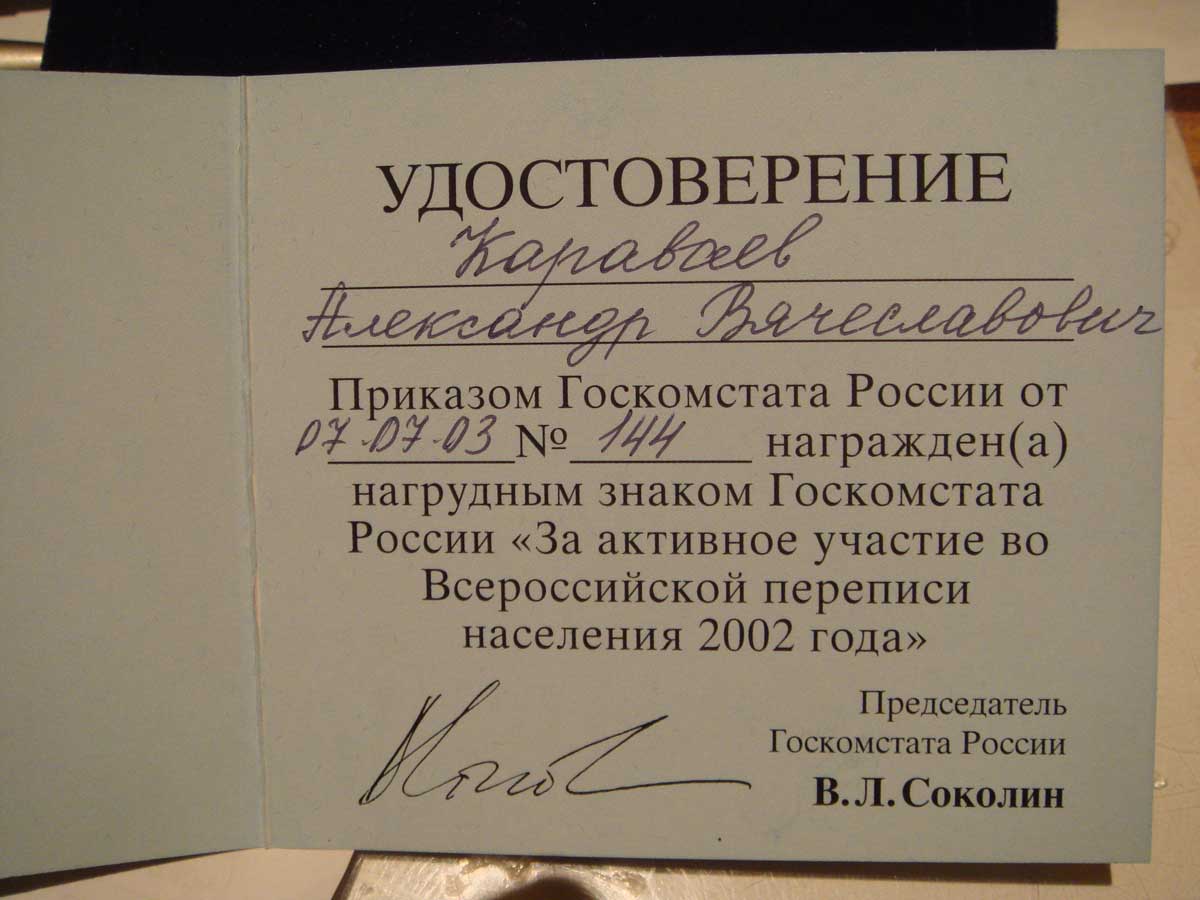 УДОСТОВЕРЕНИЕ
Караваев
Александр Вячеславович
Приказом Госкомстата России от
07.07.03 № 144 награжден(а)
нагрудным знаком Госкомстата
России «За активное участие во
Всероссийской переписи
населения 2002 года»
Председатель
Госкомстата России
В.Л.Соколин